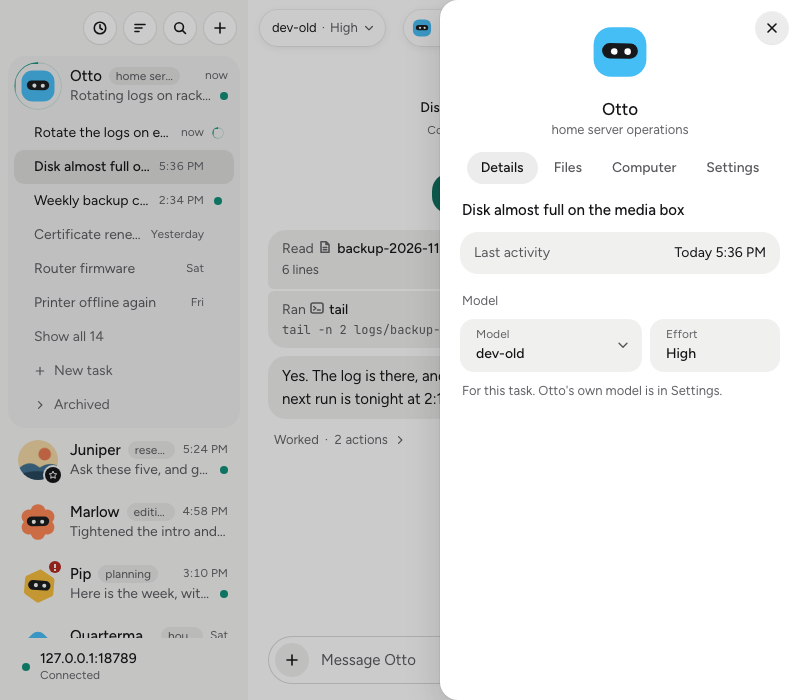 Otto
home ser...
now
Rotating logs on rack...
Rotate the logs on e...
now
Disk almost full o...
5:36 PM
Weekly backup c...
2:34 PM
Certificate rene...
Yesterday
Router firmware
Sat
Printer offline again
Fri
Show all 14
New task
Archived
Juniper
rese...
5:24 PM
Ask these five, and g...
Marlow
editi...
4:58 PM
Tightened the intro and...
Pip
planning
3:10 PM
Here is the week, wit...
Quarterma
hou...
Sat
127.0.0.1:18789
Connected
dev-old · High
Dis
Co
Read backup-2026-11
6 lines
Ran tail
tail -n 2 logs/backup-
Yes. The log is there, and
next run is tonight at 2:1
Worked · 2 actions
Message Otto
Otto
home server operations
Details
Files
Computer
Settings
Disk almost full on the media box
Last activity
Today 5:36 PM
Model
Model
dev-old
Effort
High
For this task. Otto's own model is in Settings.